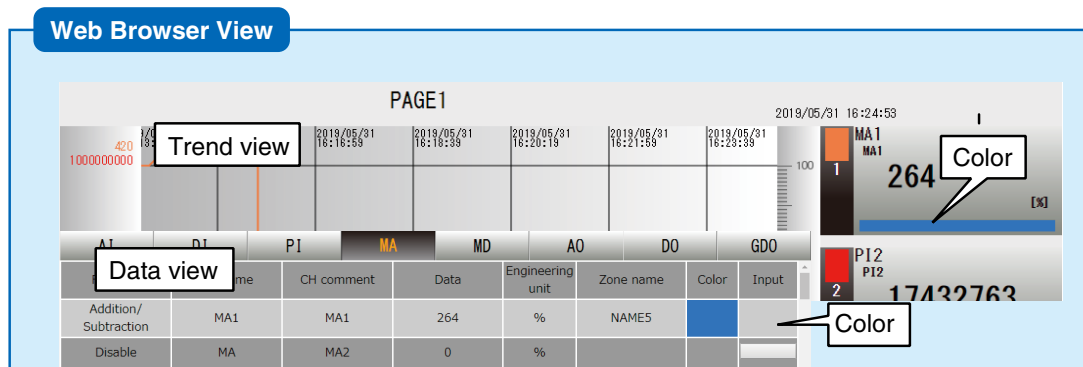 Web Browser View
PAGE1
2019/05/31 16:24:53
420
1000000000
Trend view
2019/05/31
16:16:59
2019/05/31
16:18:39
2019/05/31
16:20:19
2019/05/31
16:21:59
2019/05/31
16:23:39
100
MA1
MA1
1
264
[%]
Color
AI DI PI MA MD AO DO GDO
Data view
CH comment Data Engineering unit Zone name Color Input
PI2
PI2
2
17432763
Addition/
Subtraction MA1 MA1 264 % NAME5
Color
Disable MA MA2 0 %